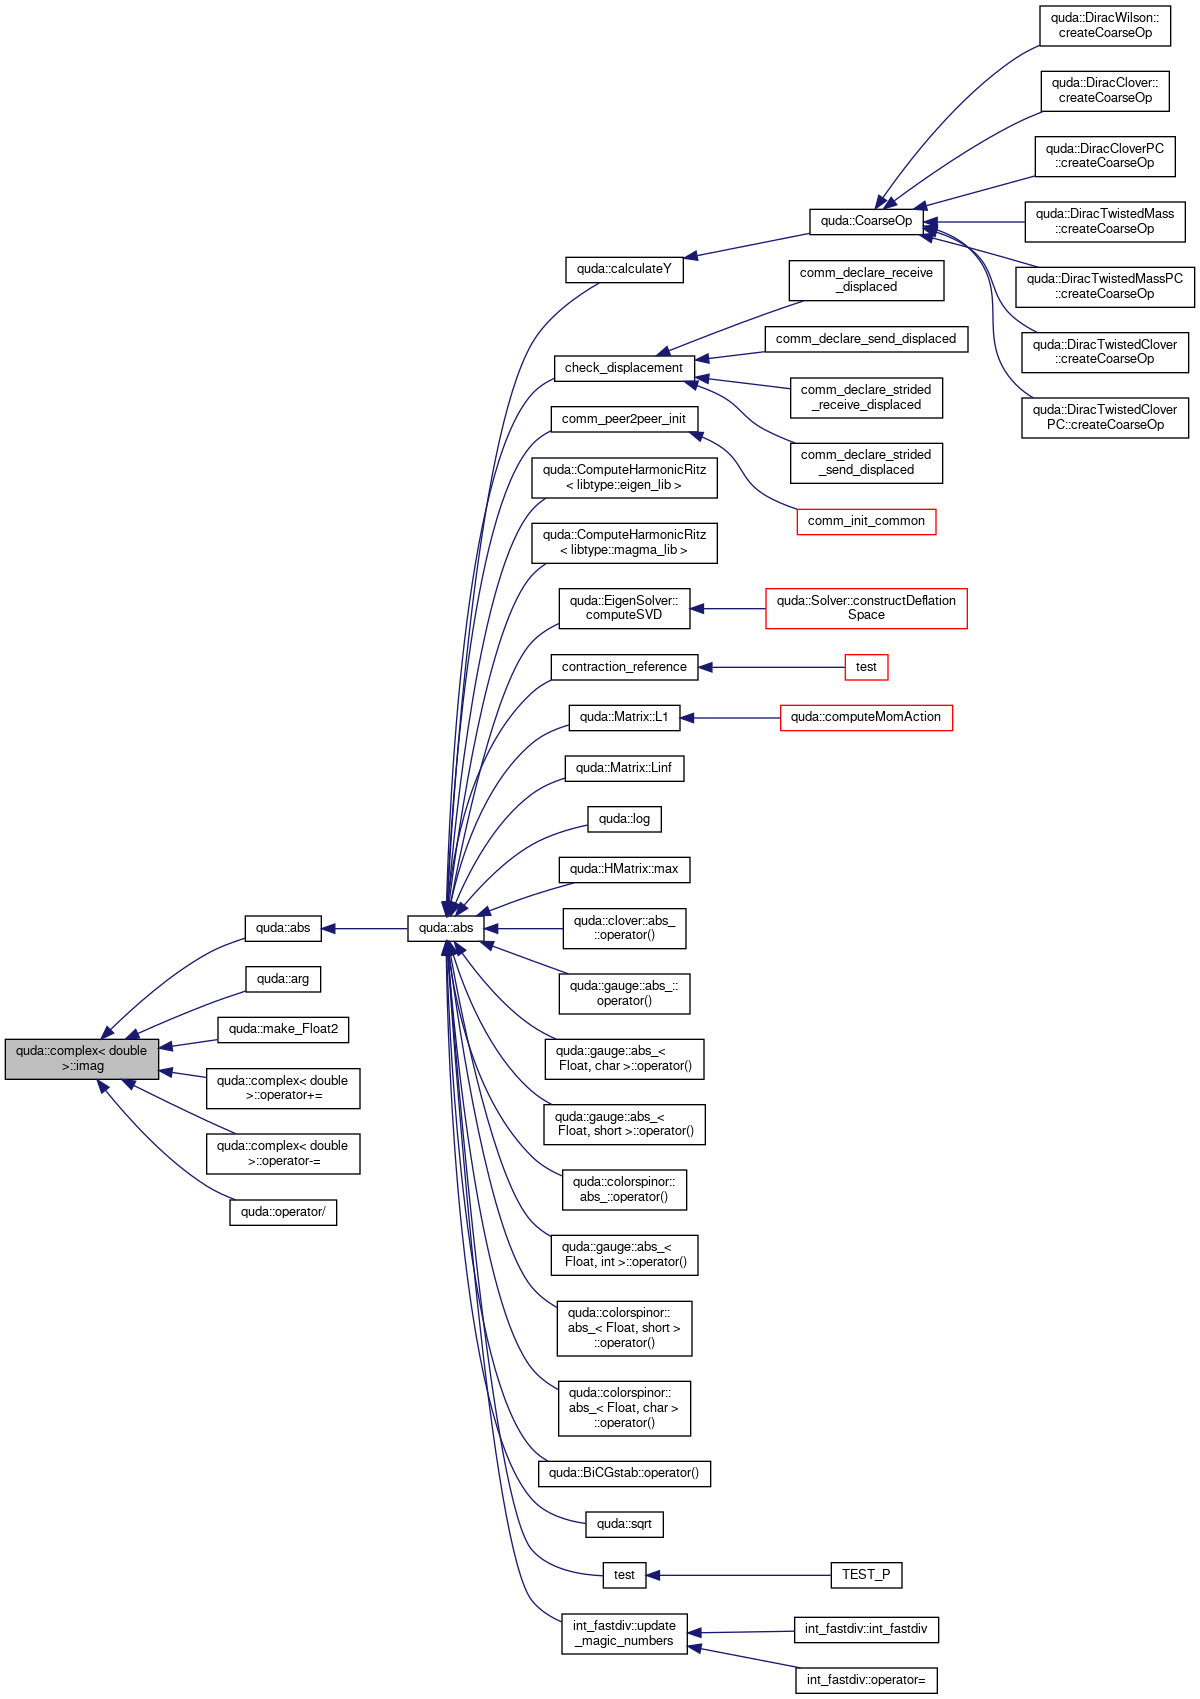 quda::complex< double
>::imag
quda::abs
quda::arg
quda::make_Float2
quda::complex< double
>::operator+=
quda::complex< double
>::operator-=
quda::operator/
quda::abs
quda::calculateY
check_displacement
comm_peer2peer_init
quda::ComputeHarmonicRitz
< libtype::eigen_lib >
quda::ComputeHarmonicRitz
< libtype::magma_lib >
quda::EigenSolver::
computeSVD
contraction_reference
quda::Matrix::L1
quda::Matrix::Linf
quda::log
quda::HMatrix::max
quda::clover::abs_
::operator()
quda::gauge::abs_::
operator()
quda::gauge::abs_<
Float, char >::operator()
quda::gauge::abs_<
Float, short >::operator()
quda::colorspinor::
abs_::operator()
quda::gauge::abs_<
Float, int >::operator()
quda::colorspinor::
abs_< Float, short >
::operator()
quda::colorspinor::
abs_< Float, char >
::operator()
quda::BiCGstab::operator()
quda::sqrt
test
int_fastdiv::update
_magic_numbers
quda::CoarseOp
comm_declare_receive
_displaced
comm_declare_send_displaced
comm_declare_strided
_receive_displaced
comm_declare_strided
_send_displaced
comm_init_common
quda::Solver::constructDeflation
Space
test
quda::computeMomAction
TEST_P
int_fastdiv::int_fastdiv
int_fastdiv::operator=
quda::DiracWilson::
createCoarseOp
quda::DiracClover::
createCoarseOp
quda::DiracCloverPC
::createCoarseOp
quda::DiracTwistedMass
::createCoarseOp
quda::DiracTwistedMassPC
::createCoarseOp
quda::DiracTwistedClover
::createCoarseOp
quda::DiracTwistedClover
PC::createCoarseOp